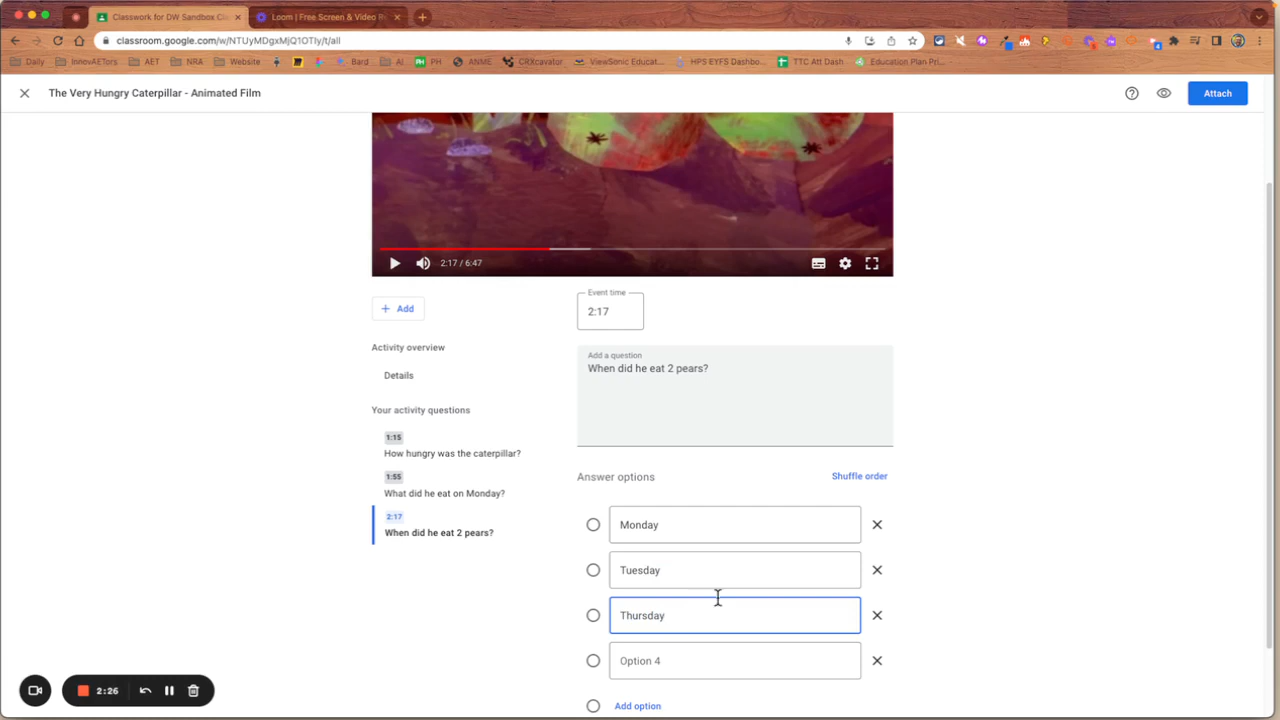 Classwork for DW Sandbox Cl
Loom | Free Screen & Video R
classroom.google.com/w/NTUyMDgxMjQ1OTIy/t/all
Daily
InnovAETors
AET
NRA
Website
Bard
AI
PH
ANME
CRXcavator
ViewSonic Educat...
HPS EYFS Dashbo...
TTC Att Dash
Education Plan Pri...
The Very Hungry Caterpillar - Animated Film
Attach
2:17 / 6:47
Add
Event time
2:17
Activity overview
Add a question
When did he eat 2 pears?
Details
Your activity questions
1:15
How hungry was the caterpillar?
1:55
What did he eat on Monday?
2:17
When did he eat 2 pears?
Answer options
Shuffle order
Monday
Tuesday
Thursday
Option 4
Add option
2:26